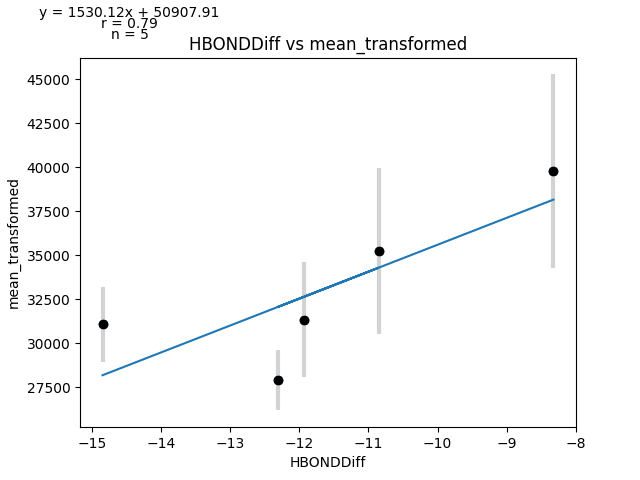 y = 1530.12x + 50907.91
r = 0.79
n = 5
HBONDDiff vs mean_transformed
45000
42500
40000
37500
35000
32500
30000
27500
mean_transformed
−15
−14
−13
−12
−11
−10
−9
−8
HBONDDiff